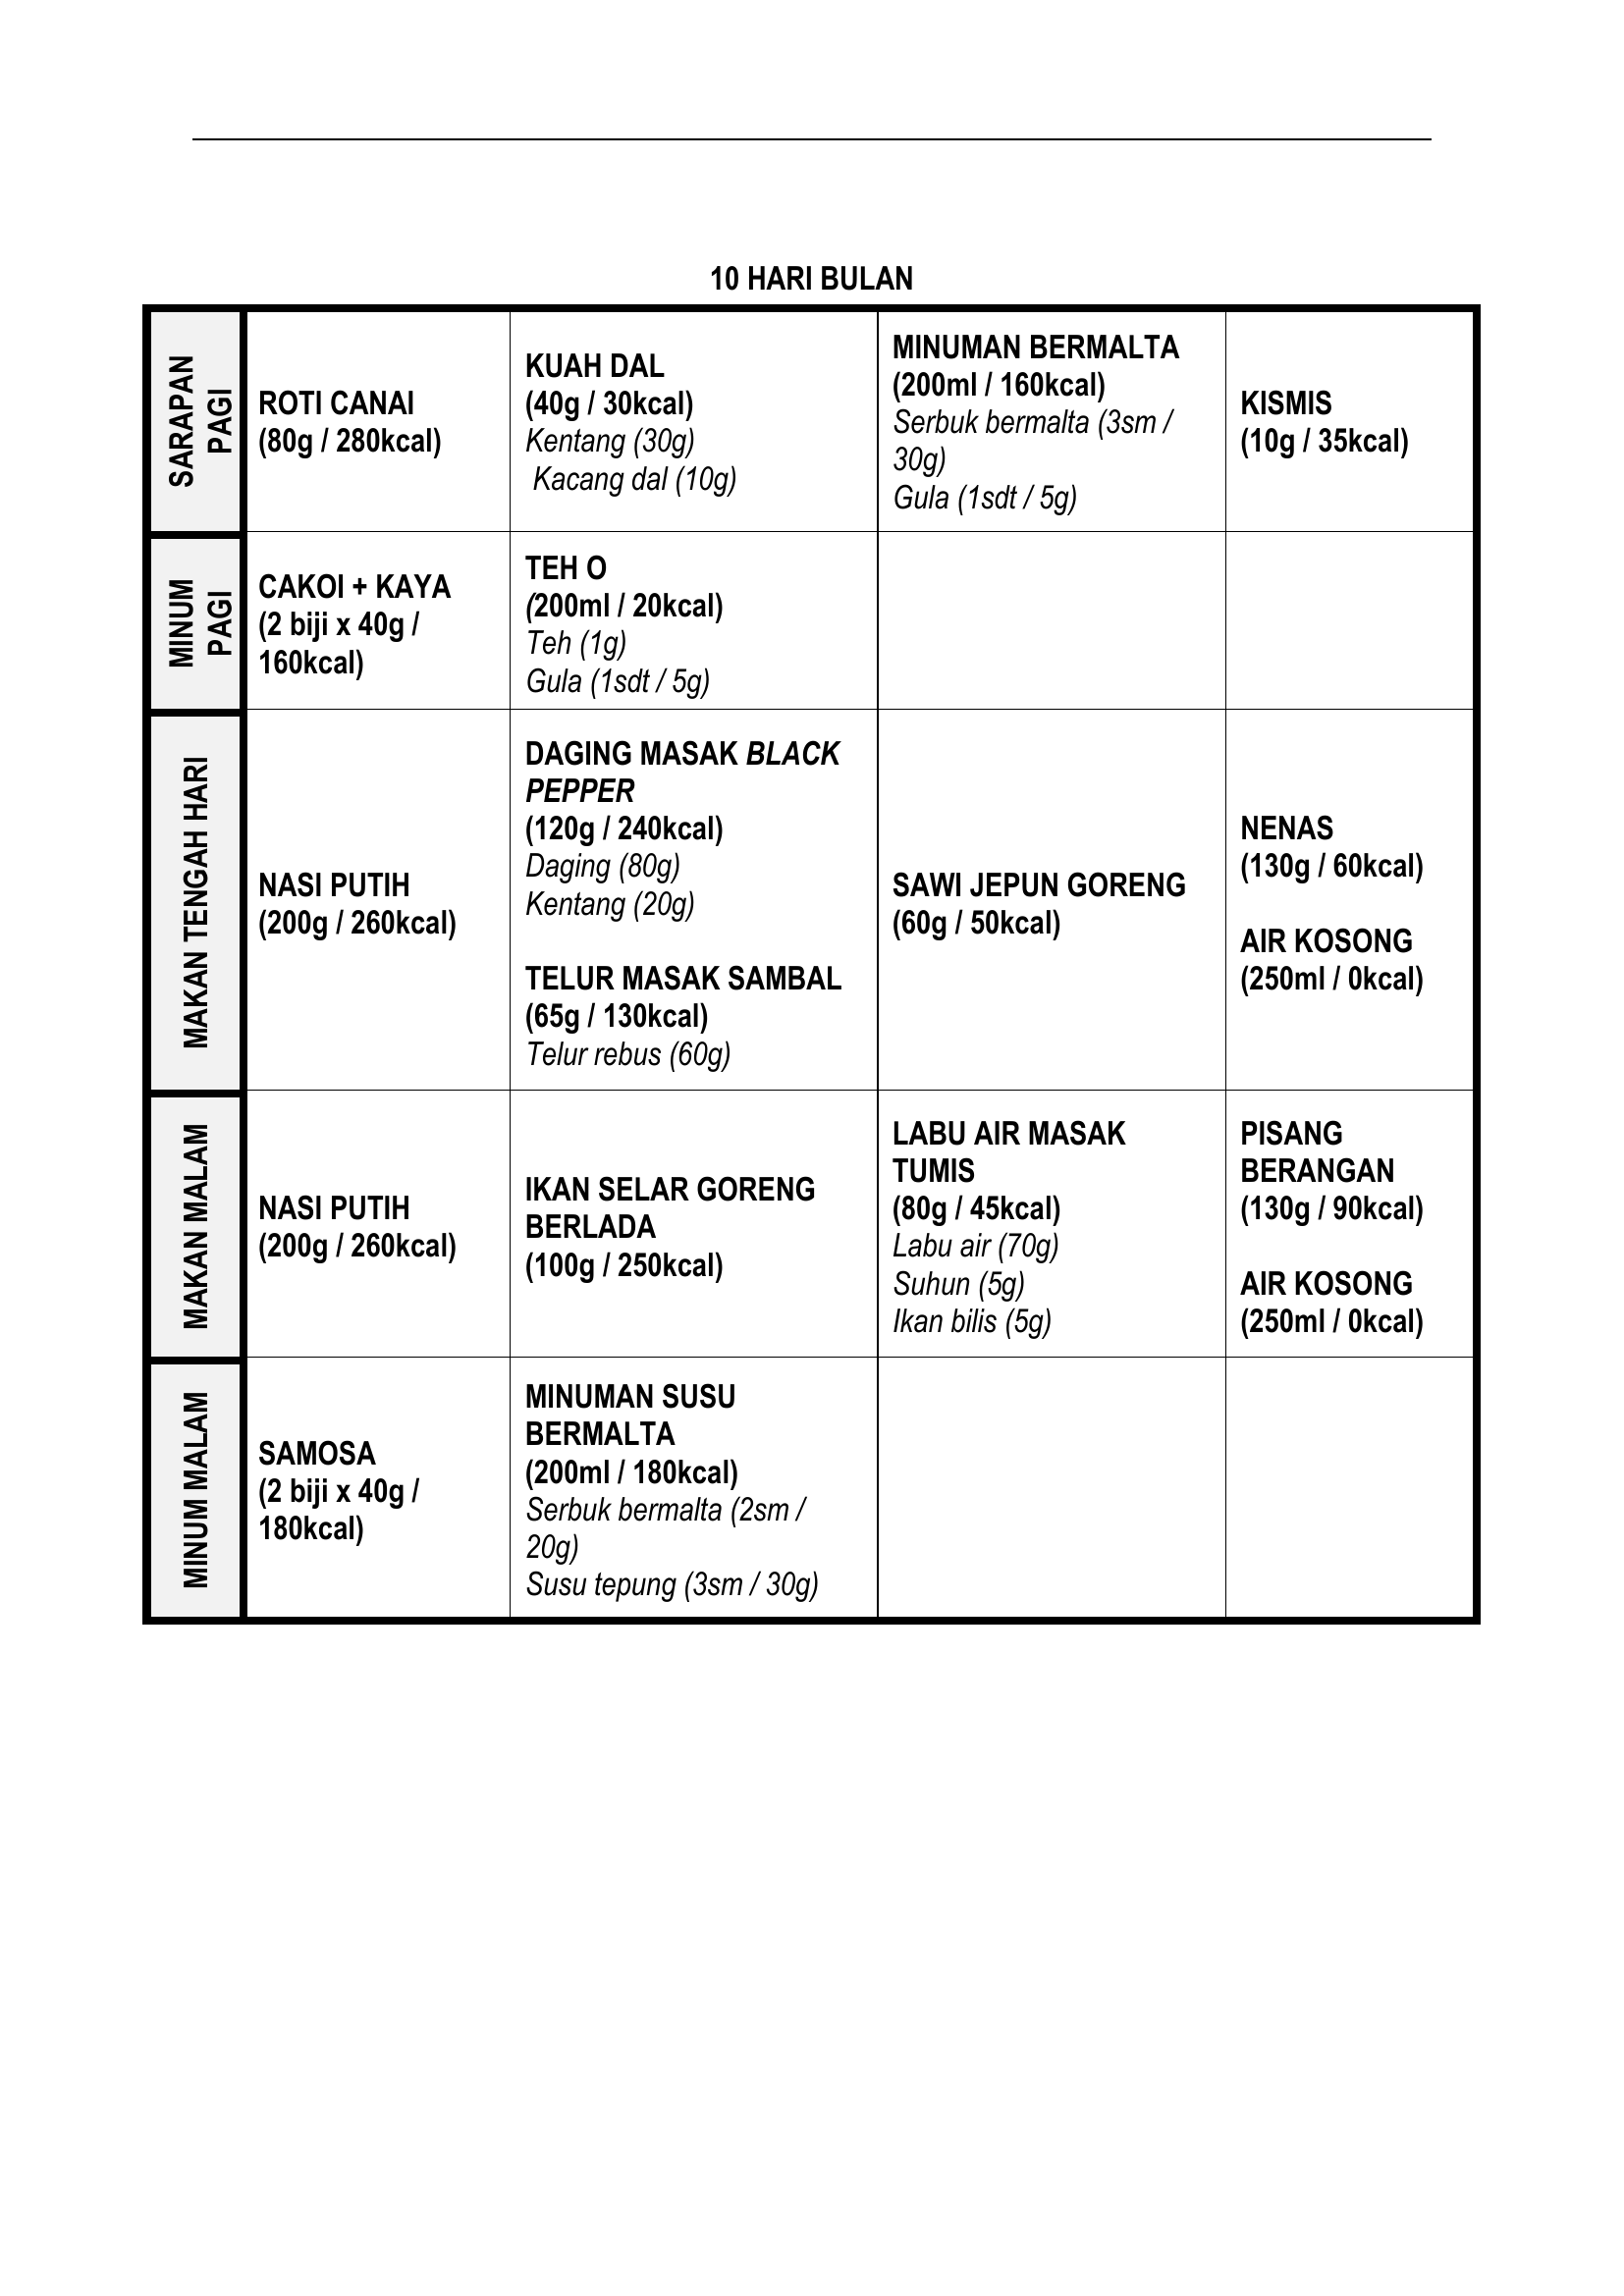 10 HARI BULAN
SARAPAN
PAGI
ROTI CANAI
(80g / 280kcal)
KUAH DAL
(40g / 30kcal)
Kentang (30g)
Kacang dal (10g)
MINUMAN BERMALTA
(200ml / 160kcal)
Serbuk bermalta (3sm /
30g)
Gula (1sdt / 5g)
KISMIS
(10g / 35kcal)
MINUM
PAGI
CAKOI + KAYA
(2 biji x 40g /
160kcal)
TEH O
(200ml / 20kcal)
Teh (1g)
Gula (1sdt / 5g)
MAKAN TENGAH HARI
NASI PUTIH
(200g / 260kcal)
DAGING MASAK BLACK
PEPPER
(120g / 240kcal)
Daging (80g)
Kentang (20g)
TELUR MASAK SAMBAL
(65g / 130kcal)
Telur rebus (60g)
SAWI JEPUN GORENG
(60g / 50kcal)
NENAS
(130g / 60kcal)
AIR KOSONG
(250ml / 0kcal)
MAKAN MALAM
NASI PUTIH
(200g / 260kcal)
IKAN SELAR GORENG
BERLADA
(100g / 250kcal)
LABU AIR MASAK
TUMIS
(80g / 45kcal)
Labu air (70g)
Suhun (5g)
Ikan bilis (5g)
PISANG
BERANGAN
(130g / 90kcal)
AIR KOSONG
(250ml / 0kcal)
MINUM MALAM
SAMOSA
(2 biji x 40g /
180kcal)
MINUMAN SUSU
BERMALTA
(200ml / 180kcal)
Serbuk bermalta (2sm /
20g)
Susu tepung (3sm / 30g)